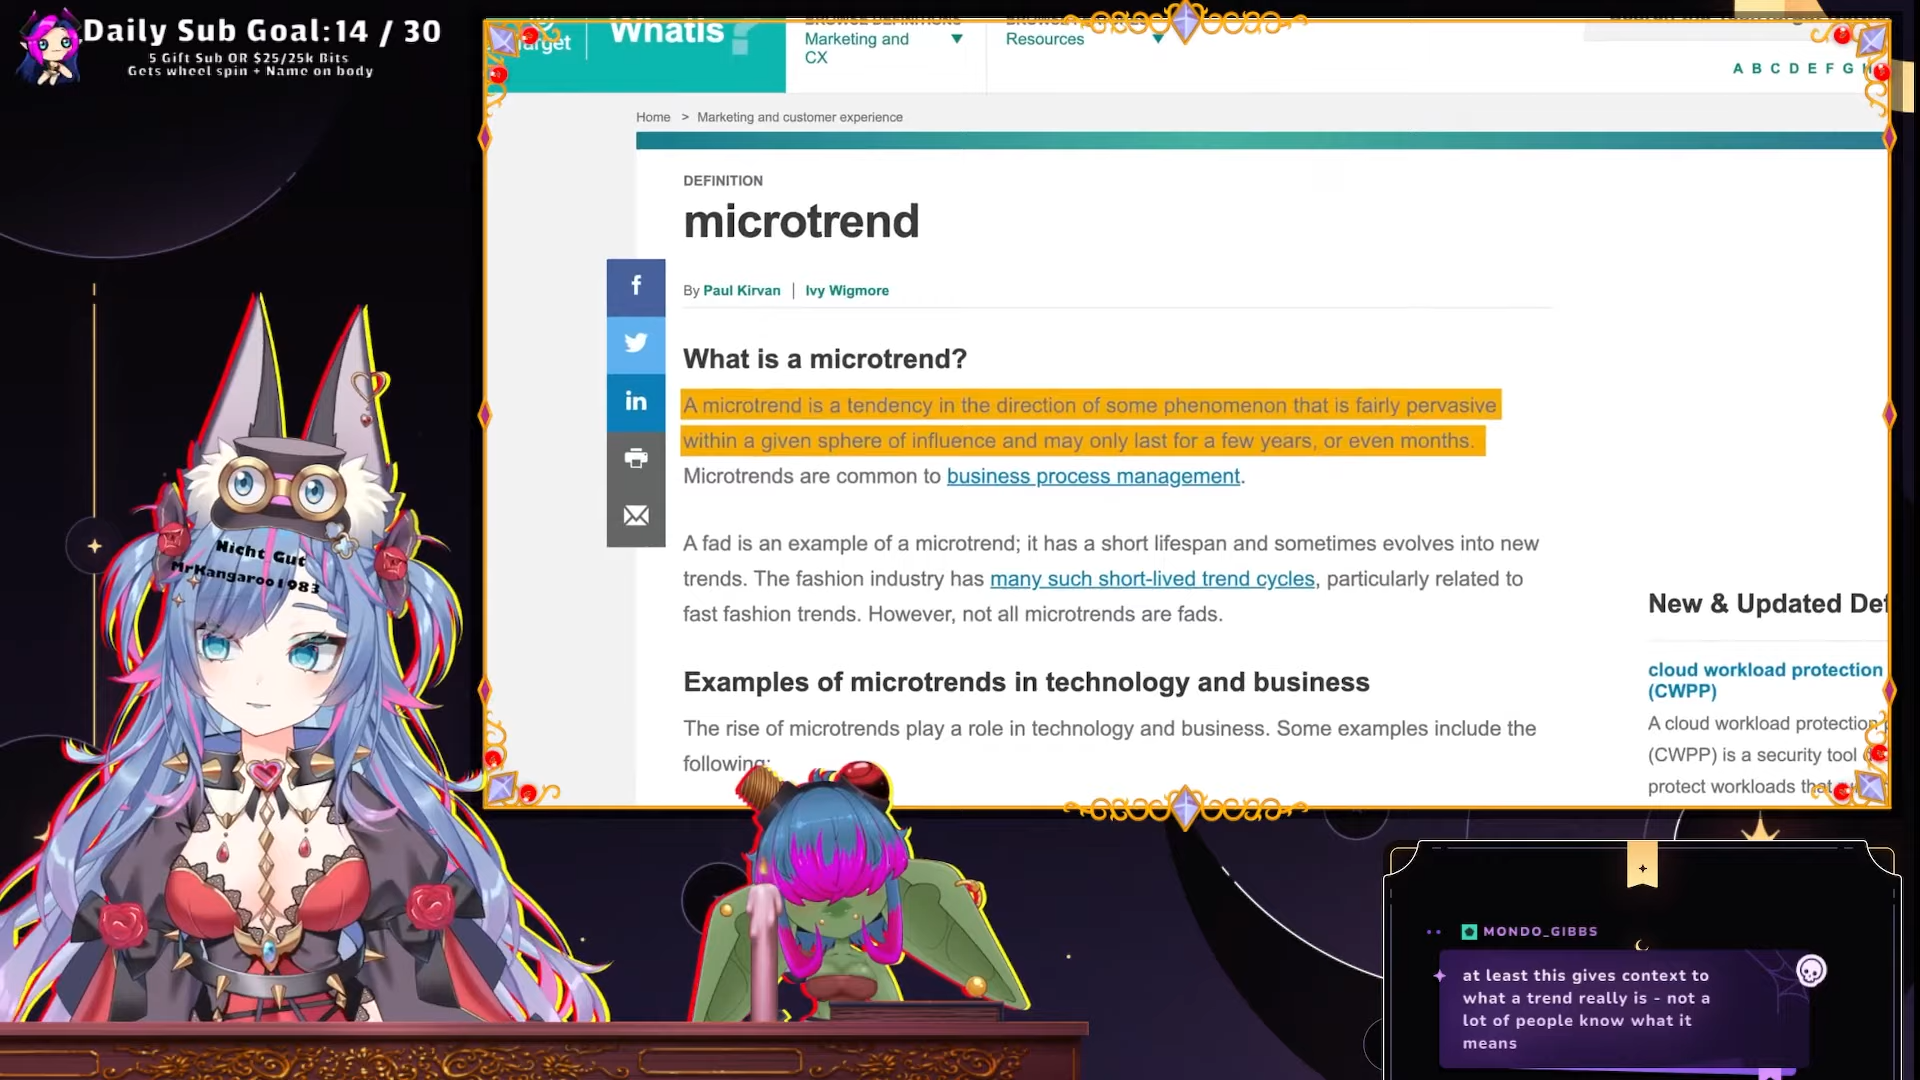 Daily Sub Goal:14 / 30
5 Gift Sub OR $25/25k Bits
Gets wheel spin + Name on body
Target
WhatIs?
BROWSE DEFINITIONS
Marketing and
CX
Resources
A B C D E F G H
Home > Marketing and customer experience
DEFINITION
microtrend
By Paul Kirvan | Ivy Wigmore
What is a microtrend?
A microtrend is a tendency in the direction of some phenomenon that is fairly pervasive
within a given sphere of influence and may only last for a few years, or even months.
Microtrends are common to business process management.
A fad is an example of a microtrend; it has a short lifespan and sometimes evolves into new
trends. The fashion industry has many such short-lived trend cycles, particularly related to
fast fashion trends. However, not all microtrends are fads.
Examples of microtrends in technology and business
The rise of microtrends play a role in technology and business. Some examples include the
following:
New & Updated Def
cloud workload protection
(CWPP)
A cloud workload protection
(CWPP) is a security tool
protect workloads that
Nicht Gut
MrKangaroo1983
MONDO_GIBBS
at least this gives context to
what a trend really is - not a
lot of people know what it
means